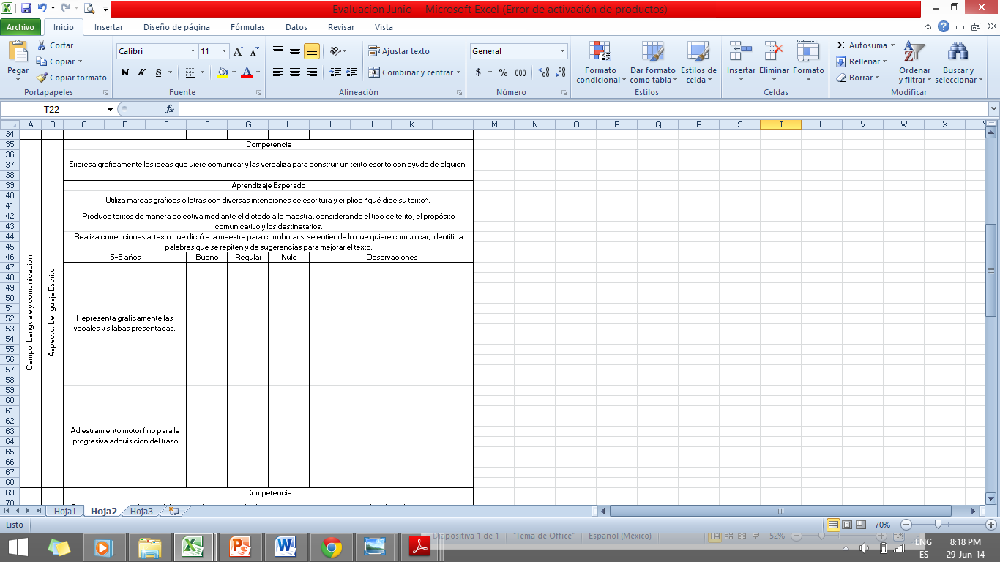 Evaluacion Junio - Microsoft Excel (Error de activación de productos)
Archivo Inicio Insertar Diseño de página Fórmulas Datos Revisar Vista
Pegar
Cortar
Copiar
Copiar formato
Portapapeles
Calibri 11
N K S
Fuente
Ajustar texto
Combinar y centrar
Alineación
General
$ % 000
Número
Formato condicional
Dar formato como tabla
Estilos de celda
Estilos
Insertar Eliminar Formato
Celdas
Autosuma
Rellenar
Borrar
Ordenar y filtrar
Buscar y seleccionar
Modificar
T22 fx
A B C D E F G H I J K L M N O P Q R S T U V W X Y
34
35
36
37
38
39
40
41
42
43
44
45
46
47
48
49
50
51
52
53
54
55
56
57
58
59
60
61
62
63
64
65
66
67
68
69
70
Campo: Lenguaje y comunicacion
Aspecto: Lenguaje Escrito
Competencia
Expresa graficamente las ideas que uiere comunicar y las verbaliza para construir un texto escrito con ayuda de alguien.
Aprendizaje Esperado
Utiliza marcas gráficas o letras con diversas intenciones de escritura y explica “qué dice su texto”.
Produce textos de manera colectiva mediante el dictado a la maestra, considerando el tipo de texto, el propósito
comunicativo y los destinatarios.
Realiza correcciones al texto que dictó a la maestra para corroborar si se entiende lo que quiere comunicar, identifica
palabras que se repiten y da sugerencias para mejorar el texto.
5-6 años Bueno Regular Nulo Observaciones
Representa graficamente las
vocales y silabas presentadas.
Adiestramiento motor fino para la
progresiva adquisicion del trazo
Competencia
Hoja1 Hoja2 Hoja3
Listo 70%
Diapositiva 1 de 1 "Tema de Office" Español (México) 52%
ENG 8:18 PM
ES 29-Jun-14